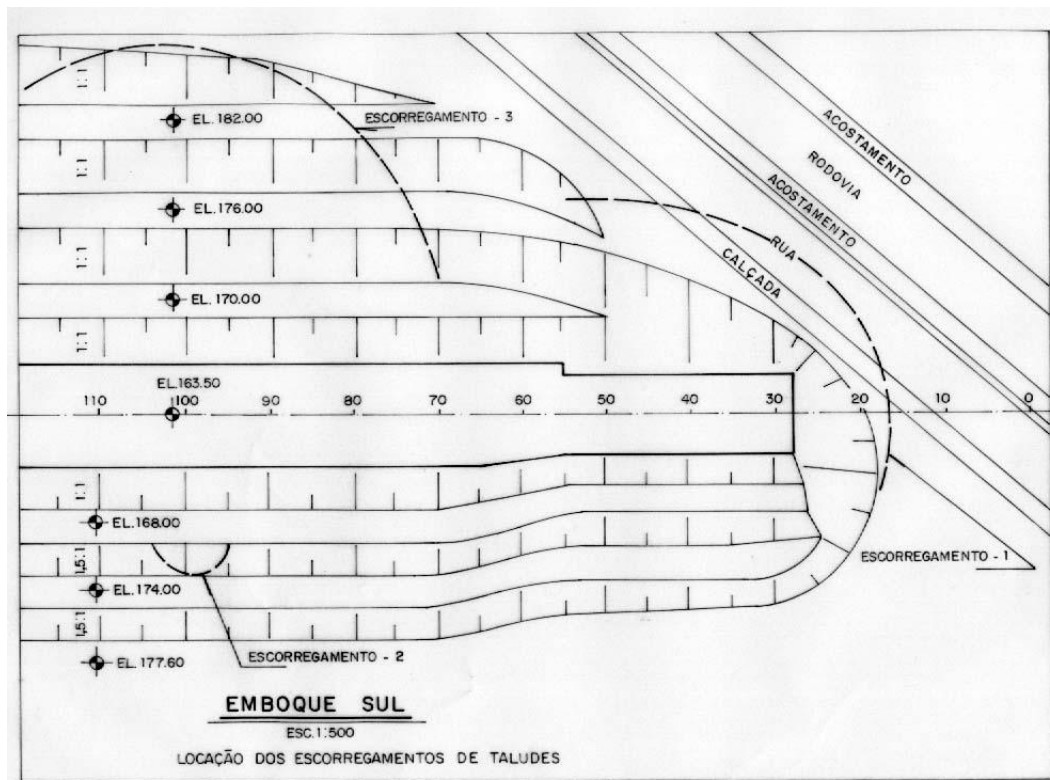 ACOSTAMENTO
RODOVIA
ACOSTAMENTO
RUA
CALÇADA
1:1
EL. 182.00
ESCORREGAMENTO - 3
1:1
EL. 176.00
1:1
EL. 170.00
1:1
EL. 163.50
110 100 90 80 70 60 50 40 30 20 10 0
1:1
EL. 168.00
1,5:1
EL. 174.00
1,5:1
EL. 177.60
ESCORREGAMENTO - 1
ESCORREGAMENTO - 2
EMBOQUE SUL
ESC. 1:500
LOCAÇÃO DOS ESCORREGAMENTOS DE TALUDES